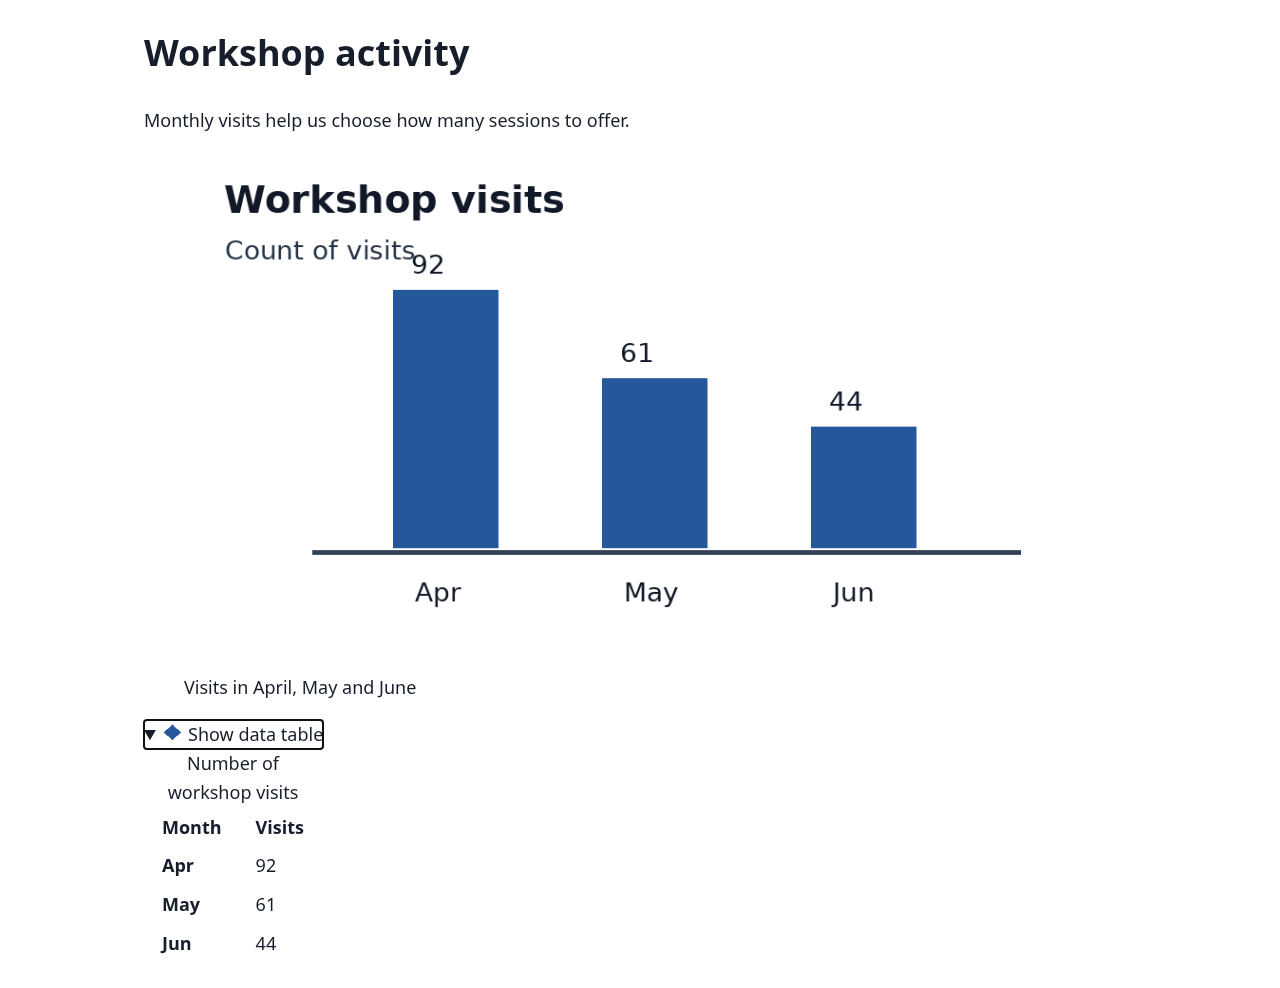 Workshop activity
Monthly visits help us choose how many sessions to offer.
Workshop visits
Count of visits
92
61
44
Apr May Jun
Visits in April, May and June
Show data table
Number of
workshop visits
Month Visits
Apr 92
May 61
Jun 44